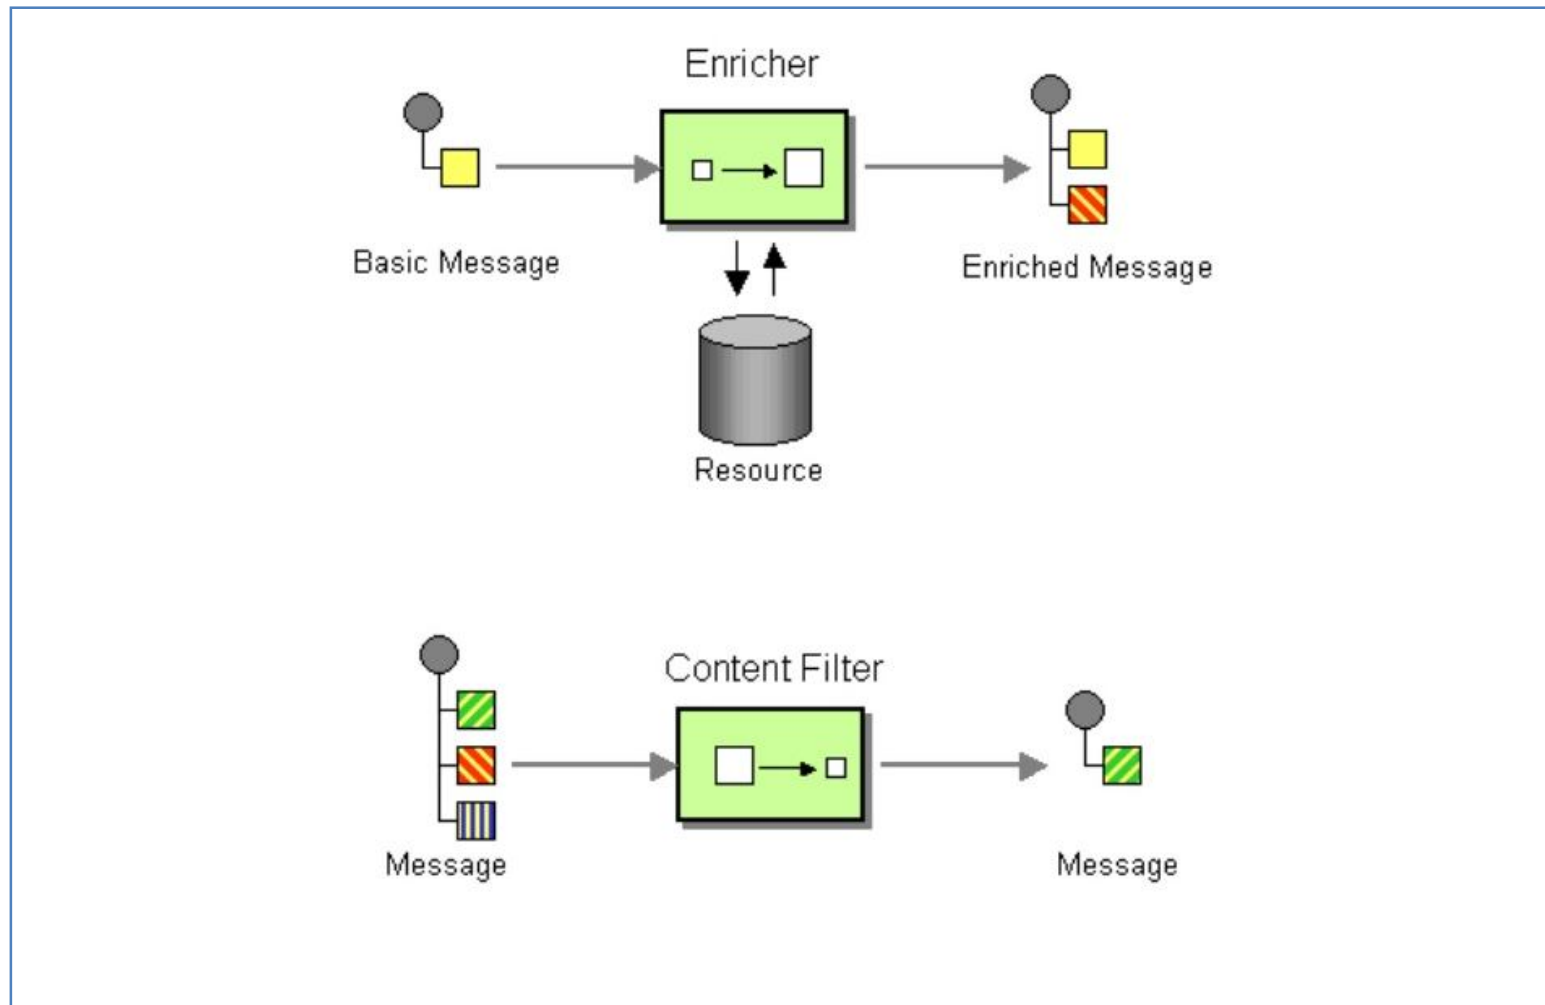 Enricher
Basic Message
Enriched Message
Resource
Content Filter
Message
Message